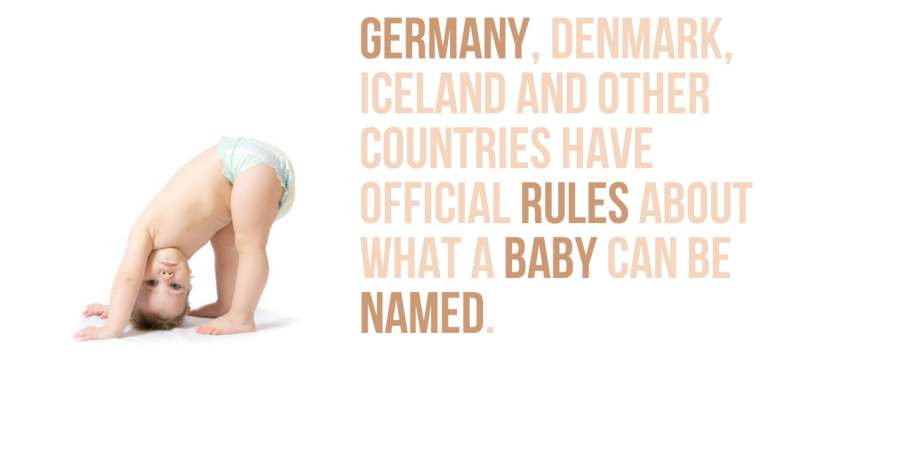 GERMANY, DENMARK,
ICELAND AND OTHER
COUNTRIES HAVE
OFFICIAL RULES ABOUT
WHAT A BABY CAN BE
NAMED.